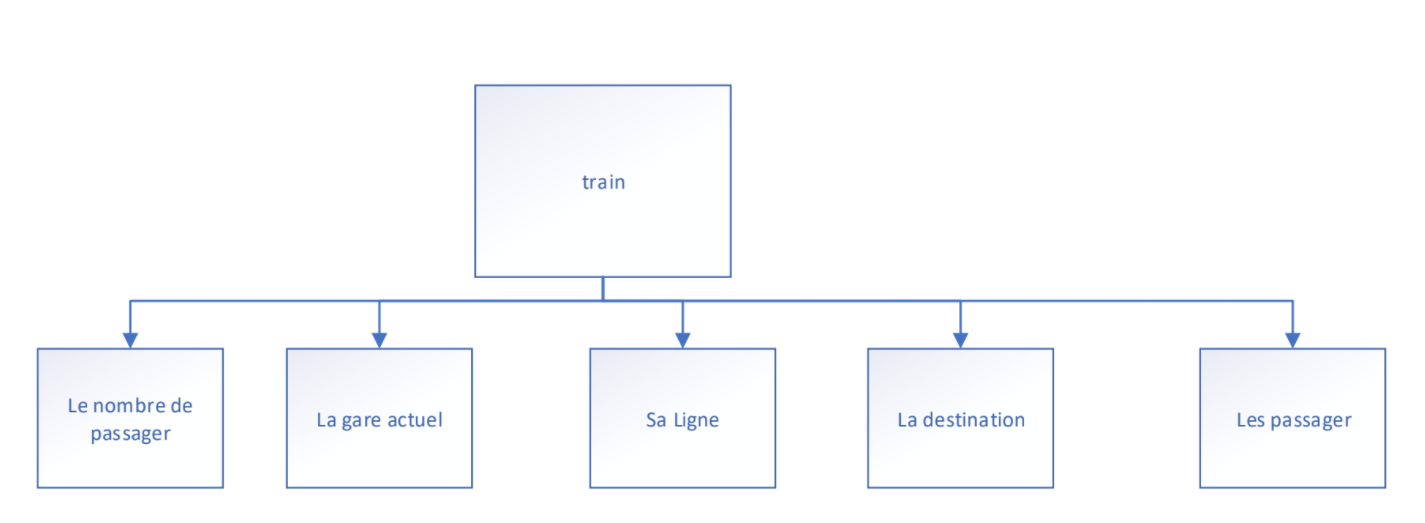 train
Le nombre de
passager
La gare actuel
Sa Ligne
La destination
Les passager